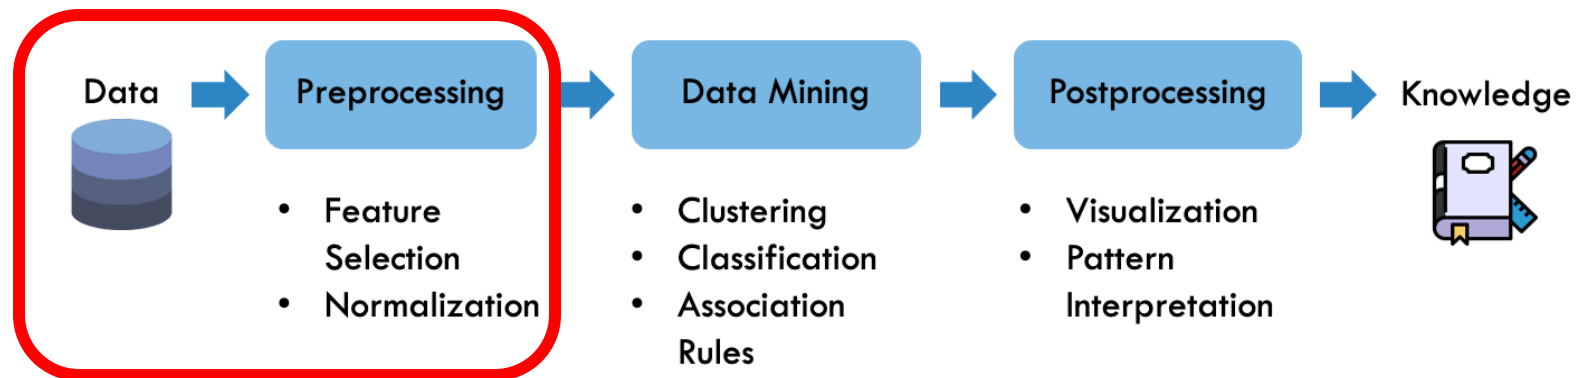 Data
Preprocessing
• Feature
Selection
• Normalization
Data Mining
• Clustering
• Classification
• Association
Rules
Postprocessing
• Visualization
• Pattern
Interpretation
Knowledge